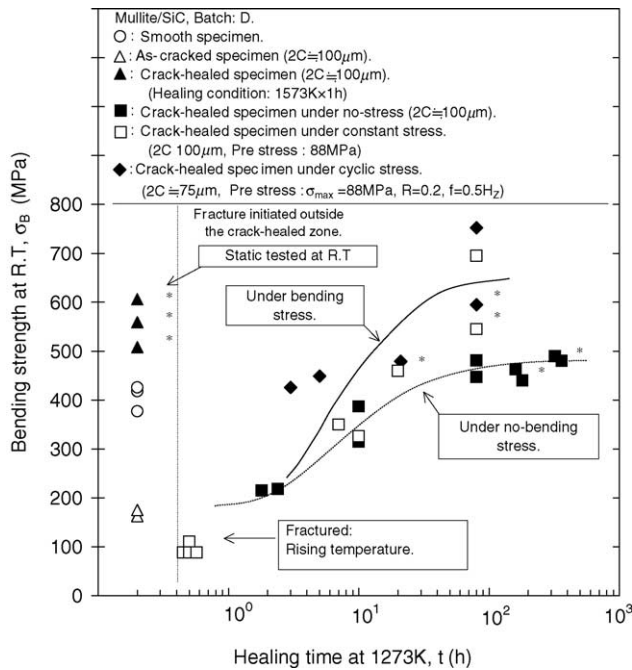 Mullite/SiC, Batch: D.
○: Smooth specimen.
△: As-cracked specimen (2C≒100μm).
▲: Crack-healed specimen (2C≒100μm).
(Healing condition: 1573K×1h)
■: Crack-healed specimen under no-stress (2C≒100μm).
□: Crack-healed specimen under constant stress.
(2C 100μm, Pre stress : 88MPa)
◆: Crack-healed specimen under cyclic stress.
(2C≒75μm, Pre stress : σmax =88MPa, R=0.2, f=0.5HZ)
800
700
600
500
400
300
200
100
0
Bending strength at R.T, σB (MPa)
Fracture initiated outside
the crack-healed zone.
Static tested at R.T
*
*
*
Under bending
stress.
*
*
*
*
*
Under no-bending
stress.
Fractured:
Rising temperature.
10⁰
10¹
10²
10³
Healing time at 1273K, t (h)